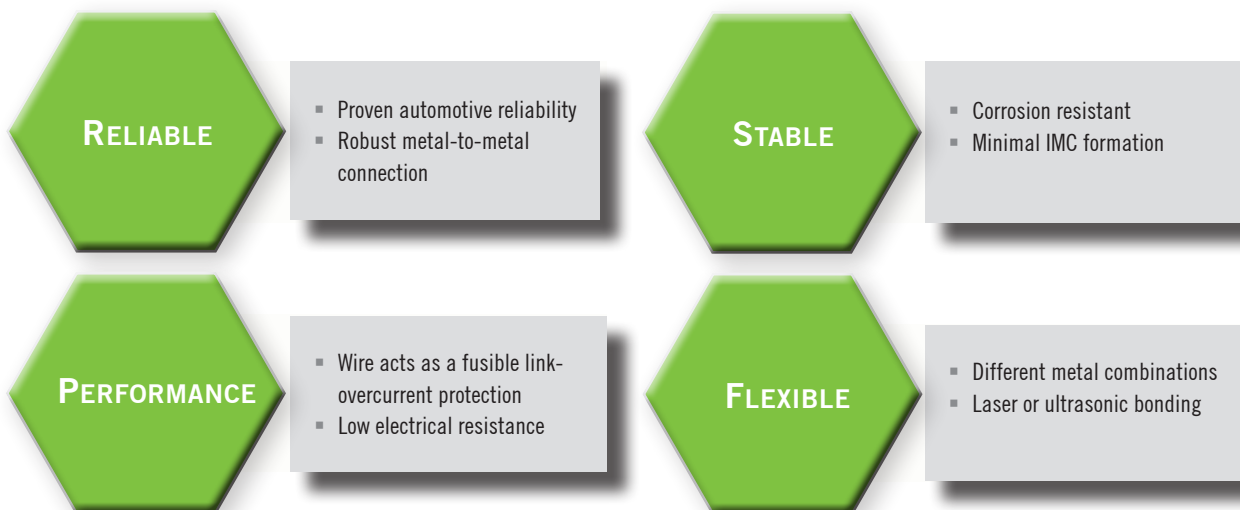 RELIABLE
▪ Proven automotive reliability
▪ Robust metal-to-metal
connection
STABLE
▪ Corrosion resistant
▪ Minimal IMC formation
PERFORMANCE
▪ Wire acts as a fusible link-
overcurrent protection
▪ Low electrical resistance
FLEXIBLE
▪ Different metal combinations
▪ Laser or ultrasonic bonding